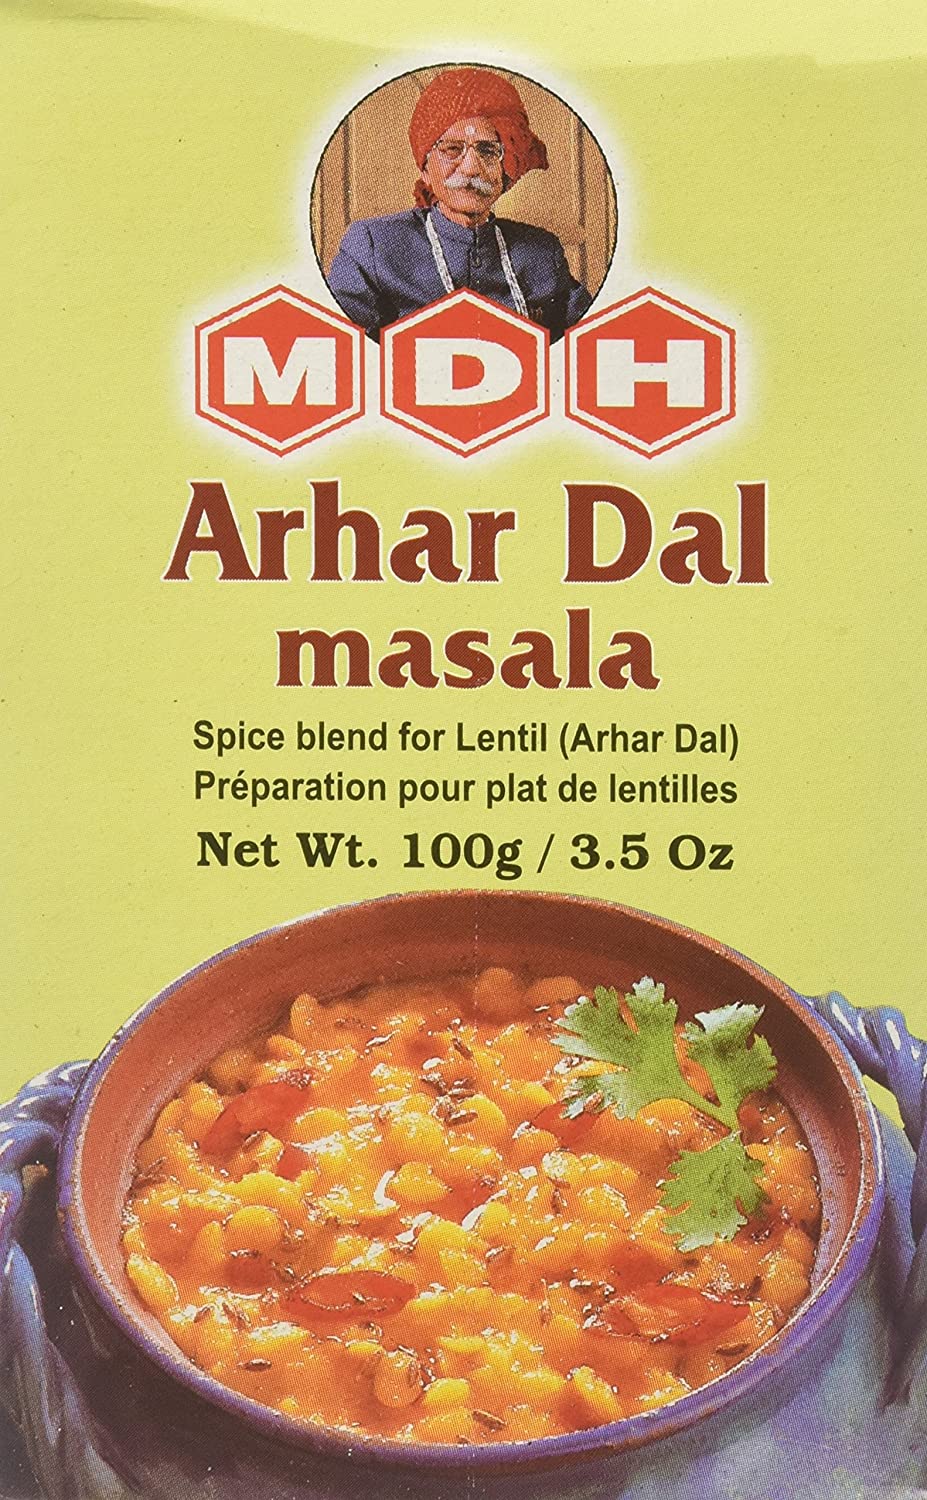 MDH
Arhar Dal
masala
Spice blend for Lentil (Arhar Dal)
Préparation pour plat de lentilles
Net Wt. 100g / 3.5 Oz